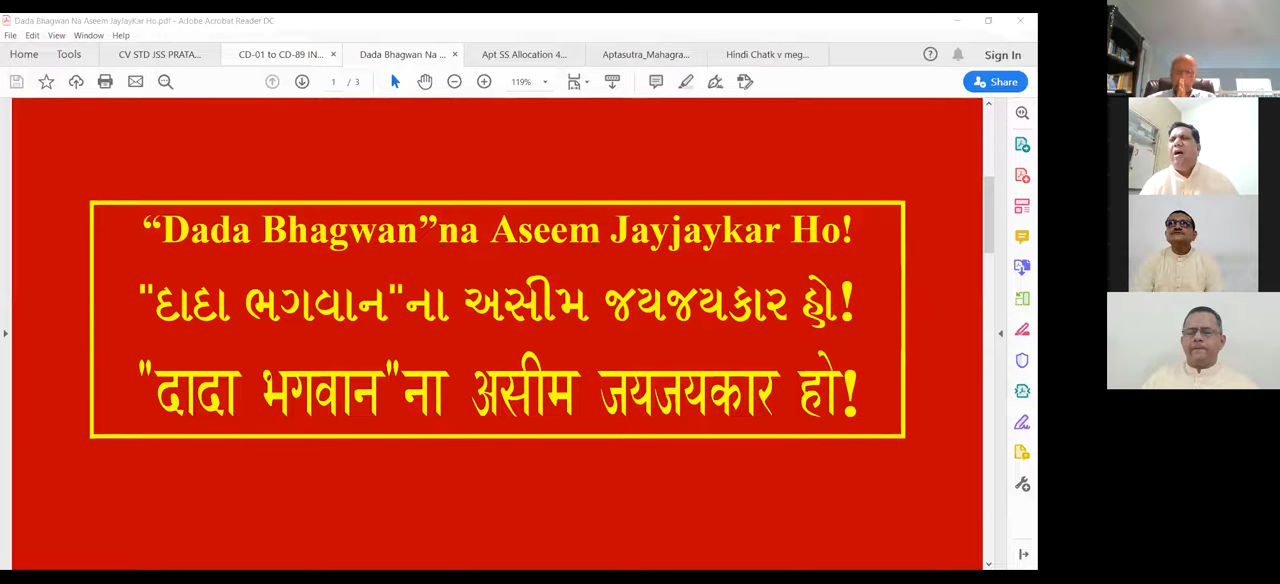 Dada Bhagwan Na Aseem JayJayKar Ho.pdf - Adobe Acrobat Reader DC
File Edit View Window Help
Home Tools CV STD JSS PRATA... CD-01 to CD-89 IN... × Dada Bhagwan Na ... × Apt SS Allocation 4... Aptasutra_Mahagra... Hindi Chatk v meg... Sign In
1 / 3 119% Share
“Dada Bhagwan”na Aseem Jayjaykar Ho!
"દાદા ભગવાન"ના અસીમ જયજયકાર હો!
"दादा भगवान"ना असीम जयजयकार हो!